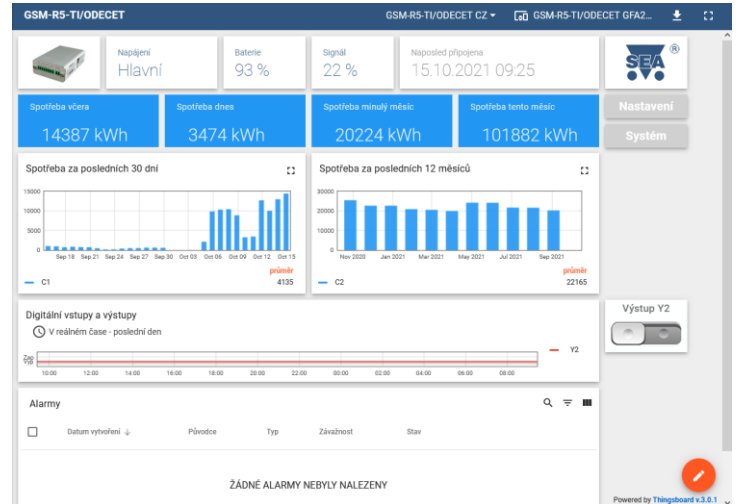 GSM-R5-TI/ODECET
GSM-R5-TI/ODECET CZ
GSM-R5-TI/ODECET GFA2...
Napájení
Hlavní
Baterie
93 %
Signál
22 %
Naposled připojena
15.10.2021 09:25
SEA ®
Spotřeba včera
14387 kWh
Spotřeba dnes
3474 kWh
Spotřeba minulý měsíc
20224 kWh
Spotřeba tento měsíc
101882 kWh
Nastavení
Systém
Spotřeba za posledních 30 dní
15000
10000
5000
0
Sep 18 Sep 21 Sep 24 Sep 27 Sep 30 Oct 03 Oct 06 Oct 09 Oct 12 Oct 15
průměr
C1 4135
Spotřeba za posledních 12 měsíců
30000
20000
10000
0
Nov 2020 Jan 2021 Mar 2021 May 2021 Jul 2021 Sep 2021
průměr
C2 22165
Digitální vstupy a výstupy
V reálném čase - poslední den
Zap
Vyp
Y2
10:00 12:00 14:00 16:00 18:00 20:00 22:00 00:00 02:00 04:00 06:00 08:00
Výstup Y2
Alarmy
Datum vytvoření ↓ Původce Typ Závažnost Stav
ŽÁDNÉ ALARMY NEBYLY NALEZENY
Powered by Thingsboard v.3.0.1